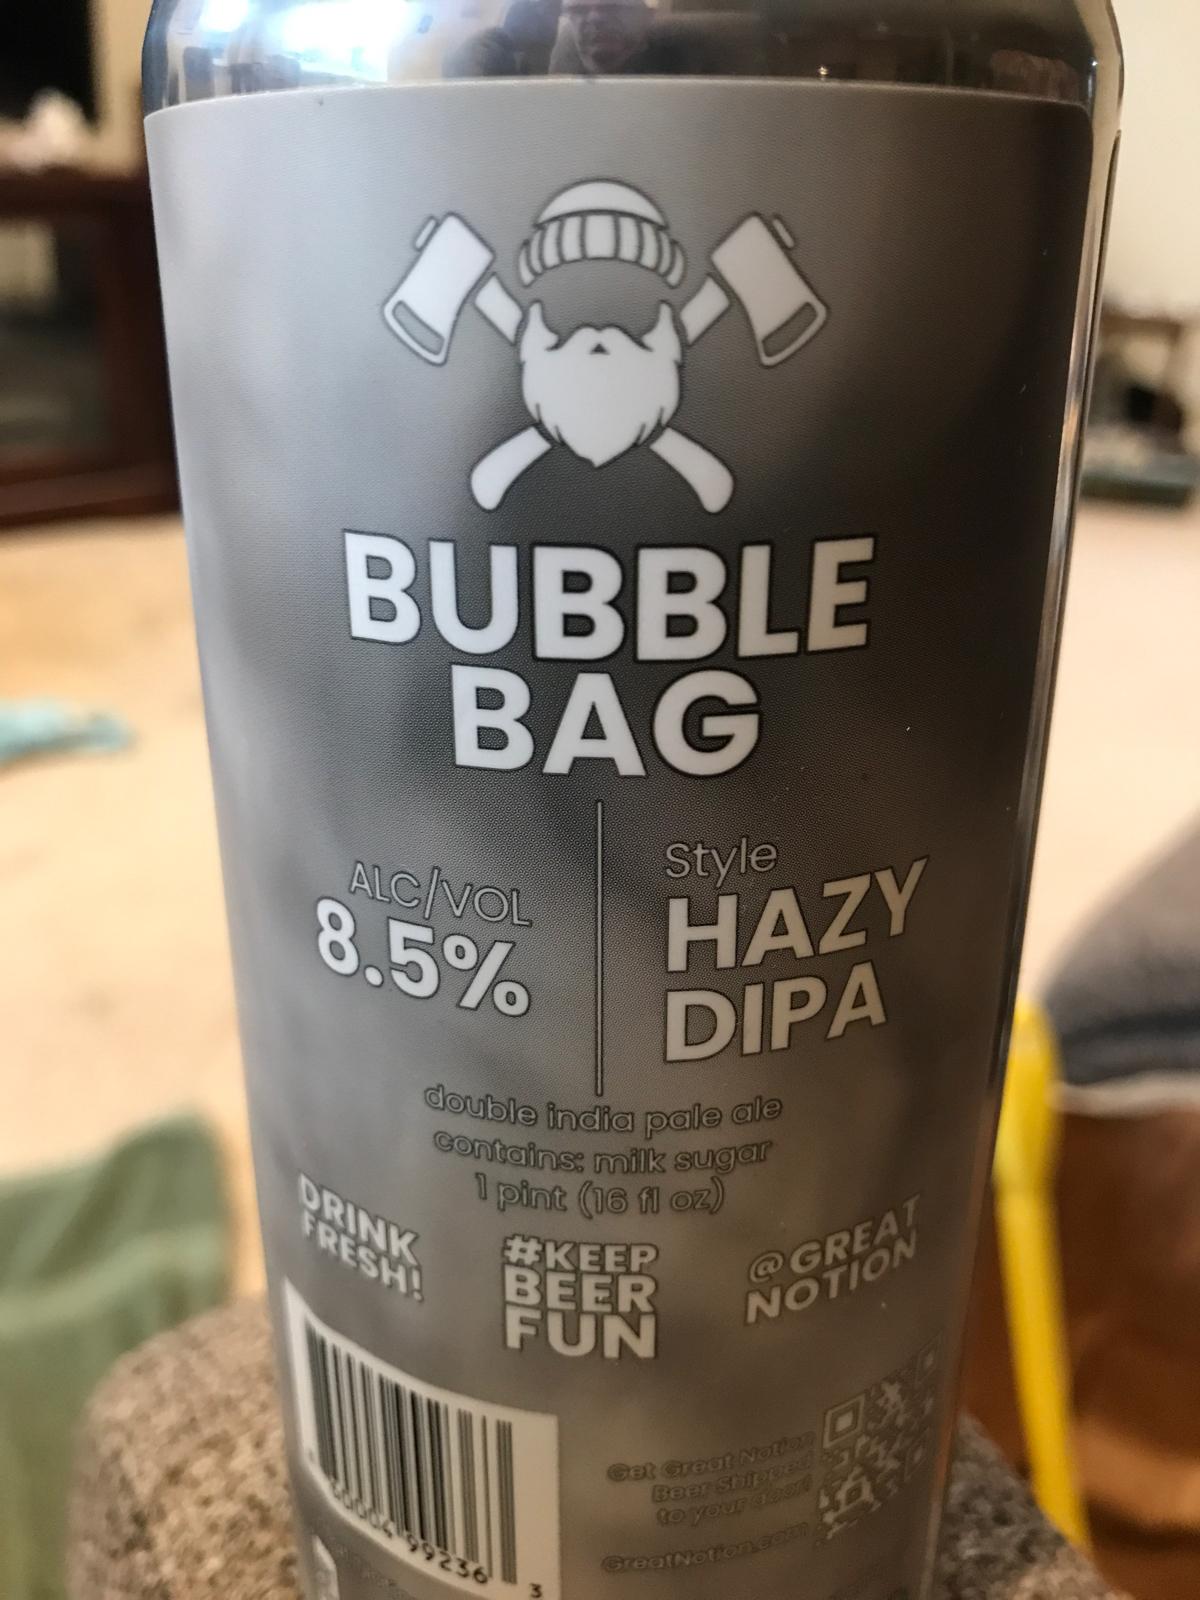 BUBBLE
BAG
ALC/VOL
8.5%
Style
HAZY
DIPA
double india pale ale
contains: milk sugar
1 pint (16 fl oz)
DRINK
FRESH!
#KEEP
BEER
FUN
@GREAT
NOTION
Get Great Notion
Beer Shipped
to your door!
GreatNotion.com
99236 3